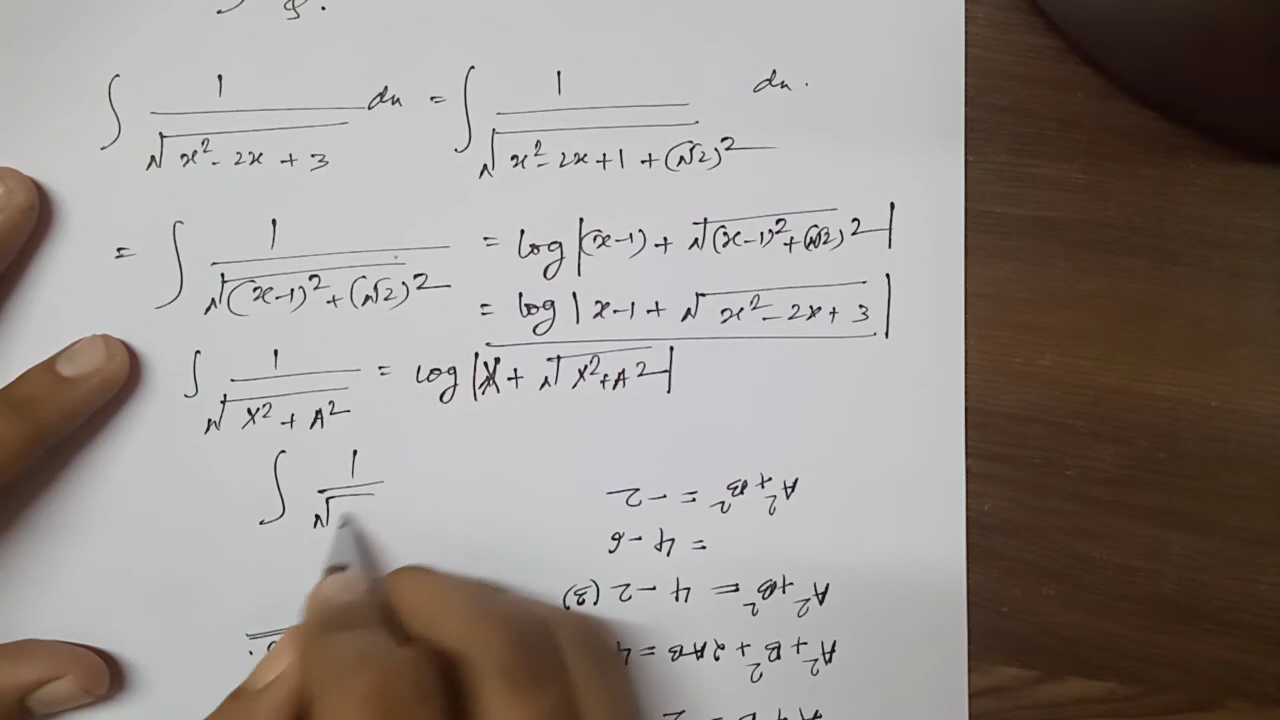 ∫ 1/√(x² - 2x + 3) dx = ∫ 1/√(x² - 2x + 1 + (√2)²) dx.
= ∫ 1/√((x-1)² + (√2)²) = log |(x-1) + √((x-1)² + (√2)²)|
= log | x-1 + √(x² - 2x + 3) |
∫ 1/√(X² + A²) = log |X + √(X² + A²)|
∫ 1/√
A² + B² = -2
= 4 - 6
A² + B² = 4 - 2 (3)
A² + B² + 2AB = 4